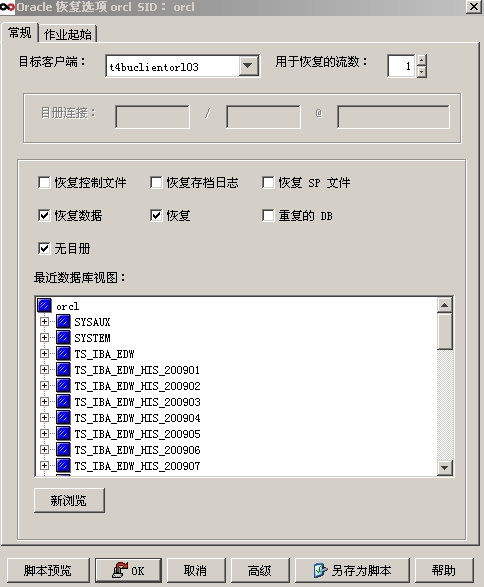 Oracle 恢复选项 orcl SID： orcl
常规 作业起始
目标客户端： t4buclientorl03 用于恢复的流数： 1
目册连接： / @
恢复控制文件 恢复存档日志 恢复 SP 文件
恢复数据 恢复 重复的 DB
无目册
最近数据库视图：
orcl
SYSAUX
SYSTEM
TS_IBA_EDW
TS_IBA_EDW_HIS_200901
TS_IBA_EDW_HIS_200902
TS_IBA_EDW_HIS_200903
TS_IBA_EDW_HIS_200904
TS_IBA_EDW_HIS_200905
TS_IBA_EDW_HIS_200906
TS_IBA_EDW_HIS_200907
新浏览
脚本预览 OK 取消 高级 另存为脚本 帮助